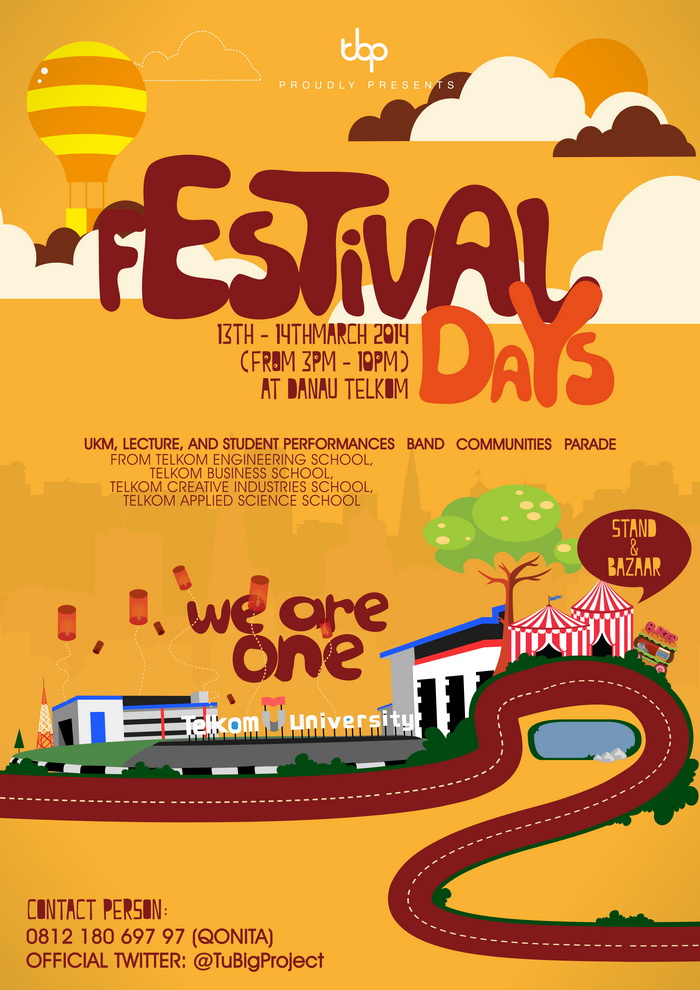 tbp
PROUDLY PRESENTS
FESTIVAL
DAYS
13TH - 14THMARCH 2014
(FROM 3PM - 10PM)
AT DANAU TELKOM
UKM, LECTURE, AND STUDENT PERFORMANCES BAND COMMUNITIES PARADE
FROM TELKOM ENGINEERING SCHOOL,
TELKOM BUSINESS SCHOOL,
TELKOM CREATIVE INDUSTRIES SCHOOL,
TELKOM APPLIED SCIENCE SCHOOL
STAND
&
BAZAAR
we are
one
Telkom University
CONTACT PERSON:
0812 180 697 97 (QONITA)
OFFICIAL TWITTER: @TuBigProject